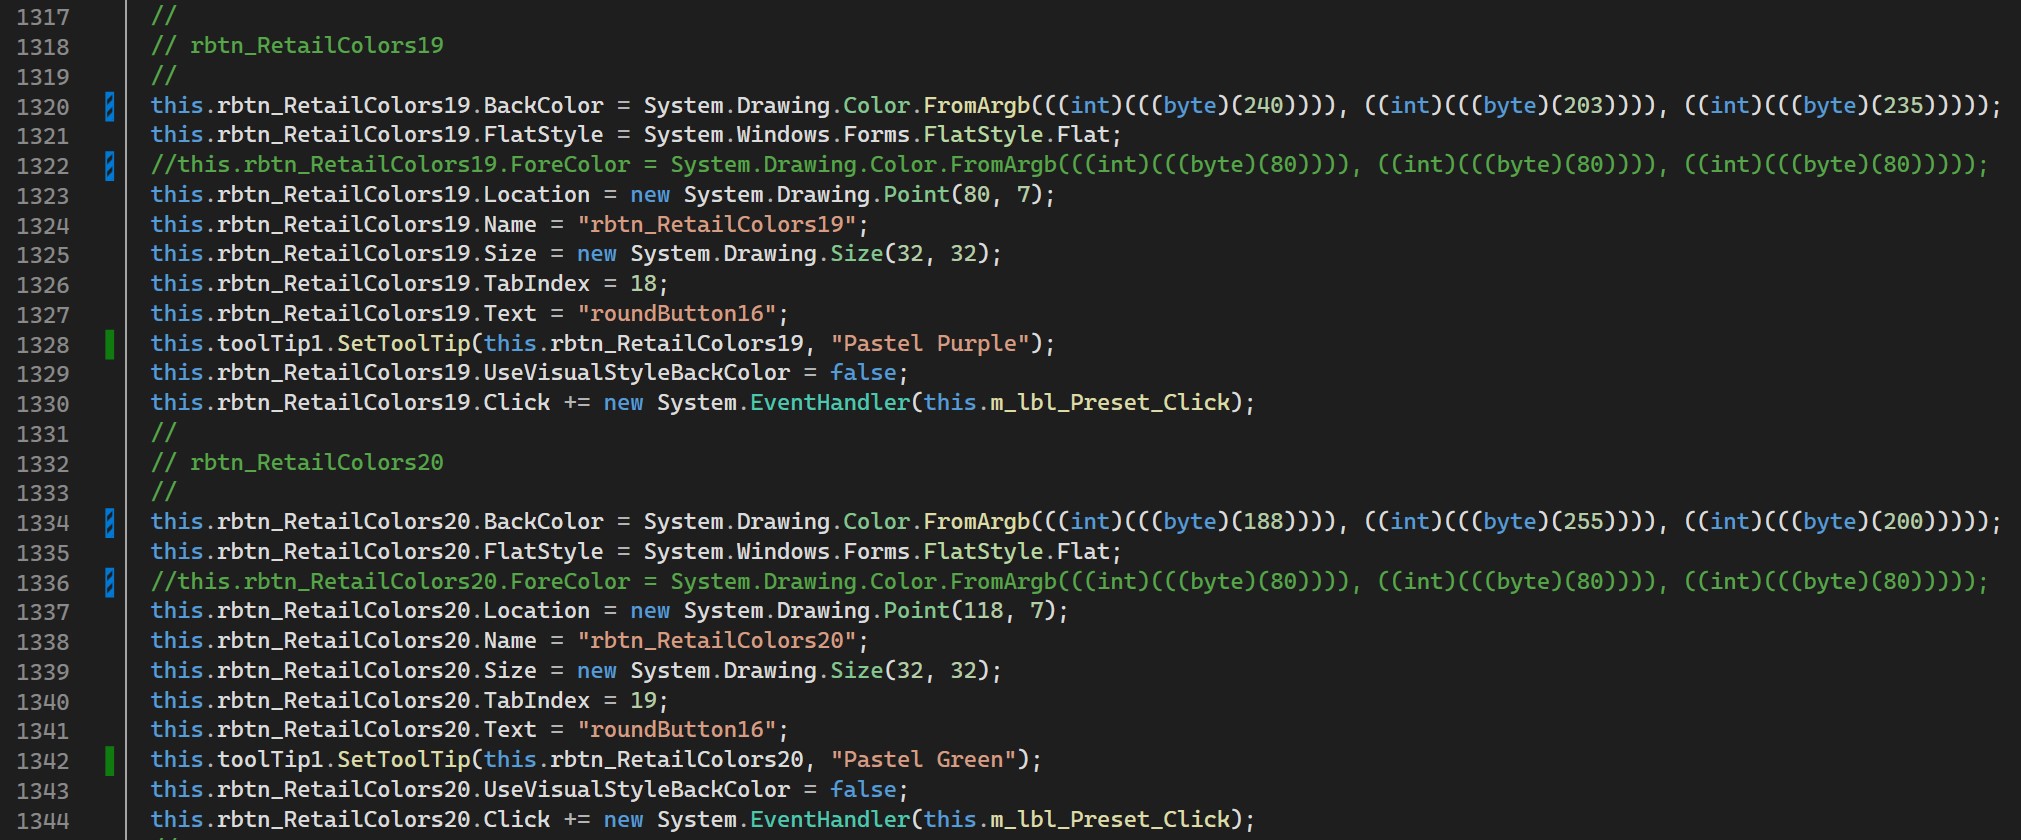 1317 //
1318 // rbtn_RetailColors19
1319 //
1320 this.rbtn_RetailColors19.BackColor = System.Drawing.Color.FromArgb(((int)(((byte)(240)))), ((int)(((byte)(203)))), ((int)(((byte)(235)))));
1321 this.rbtn_RetailColors19.FlatStyle = System.Windows.Forms.FlatStyle.Flat;
1322 //this.rbtn_RetailColors19.ForeColor = System.Drawing.Color.FromArgb(((int)(((byte)(80)))), ((int)(((byte)(80)))), ((int)(((byte)(80)))));
1323 this.rbtn_RetailColors19.Location = new System.Drawing.Point(80, 7);
1324 this.rbtn_RetailColors19.Name = "rbtn_RetailColors19";
1325 this.rbtn_RetailColors19.Size = new System.Drawing.Size(32, 32);
1326 this.rbtn_RetailColors19.TabIndex = 18;
1327 this.rbtn_RetailColors19.Text = "roundButton16";
1328 this.toolTip1.SetToolTip(this.rbtn_RetailColors19, "Pastel Purple");
1329 this.rbtn_RetailColors19.UseVisualStyleBackColor = false;
1330 this.rbtn_RetailColors19.Click += new System.EventHandler(this.m_lbl_Preset_Click);
1331 //
1332 // rbtn_RetailColors20
1333 //
1334 this.rbtn_RetailColors20.BackColor = System.Drawing.Color.FromArgb(((int)(((byte)(188)))), ((int)(((byte)(255)))), ((int)(((byte)(200)))));
1335 this.rbtn_RetailColors20.FlatStyle = System.Windows.Forms.FlatStyle.Flat;
1336 //this.rbtn_RetailColors20.ForeColor = System.Drawing.Color.FromArgb(((int)(((byte)(80)))), ((int)(((byte)(80)))), ((int)(((byte)(80)))));
1337 this.rbtn_RetailColors20.Location = new System.Drawing.Point(118, 7);
1338 this.rbtn_RetailColors20.Name = "rbtn_RetailColors20";
1339 this.rbtn_RetailColors20.Size = new System.Drawing.Size(32, 32);
1340 this.rbtn_RetailColors20.TabIndex = 19;
1341 this.rbtn_RetailColors20.Text = "roundButton16";
1342 this.toolTip1.SetToolTip(this.rbtn_RetailColors20, "Pastel Green");
1343 this.rbtn_RetailColors20.UseVisualStyleBackColor = false;
1344 this.rbtn_RetailColors20.Click += new System.EventHandler(this.m_lbl_Preset_Click);